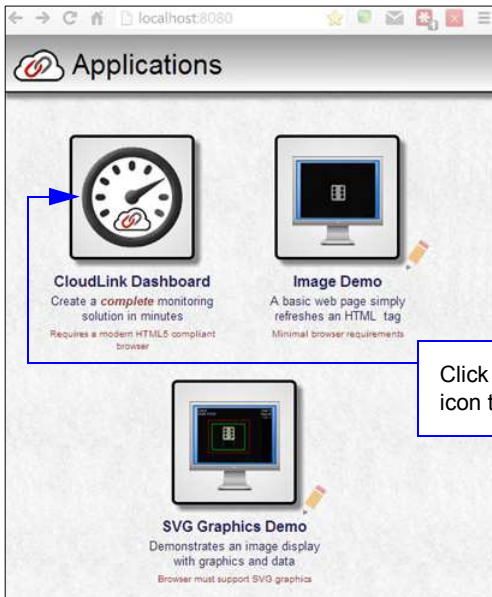 localhost:8080
Applications
CloudLink Dashboard
Create a complete monitoring
solution in minutes
Requires a modern HTML5 compliant
browser
Image Demo
A basic web page simply
refreshes an HTML tag
Minimal browser requirements
Click
icon t
SVG Graphics Demo
Demonstrates an image display
with graphics and data
Browser must support SVG graphics